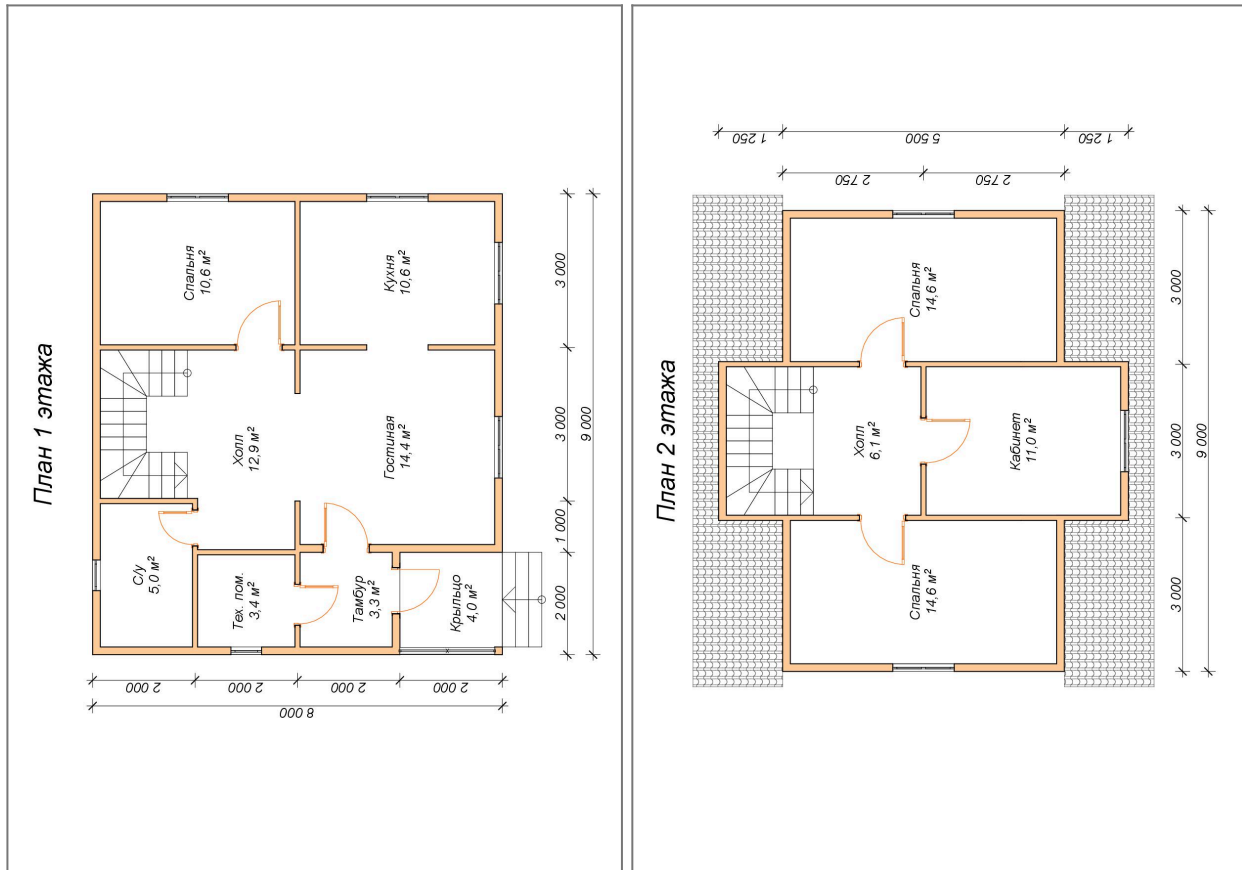 План 1 этажа
Спальня
10,6 м²
Кухня
10,6 м²
Холл
12,9 м²
Гостиная
14,4 м²
С/у
5,0 м²
Тех. пом.
3,4 м²
Тамбур
3,3 м²
Крыльцо
4,0 м²
3 000
3 000
1 000
2 000
9 000
2 000
2 000
2 000
2 000
8 000
План 2 этажа
1 250
5 500
1 250
2 750
2 750
Спальня
14,6 м²
Холл
6,1 м²
Кабинет
11,0 м²
Спальня
14,6 м²
3 000
3 000
3 000
9 000